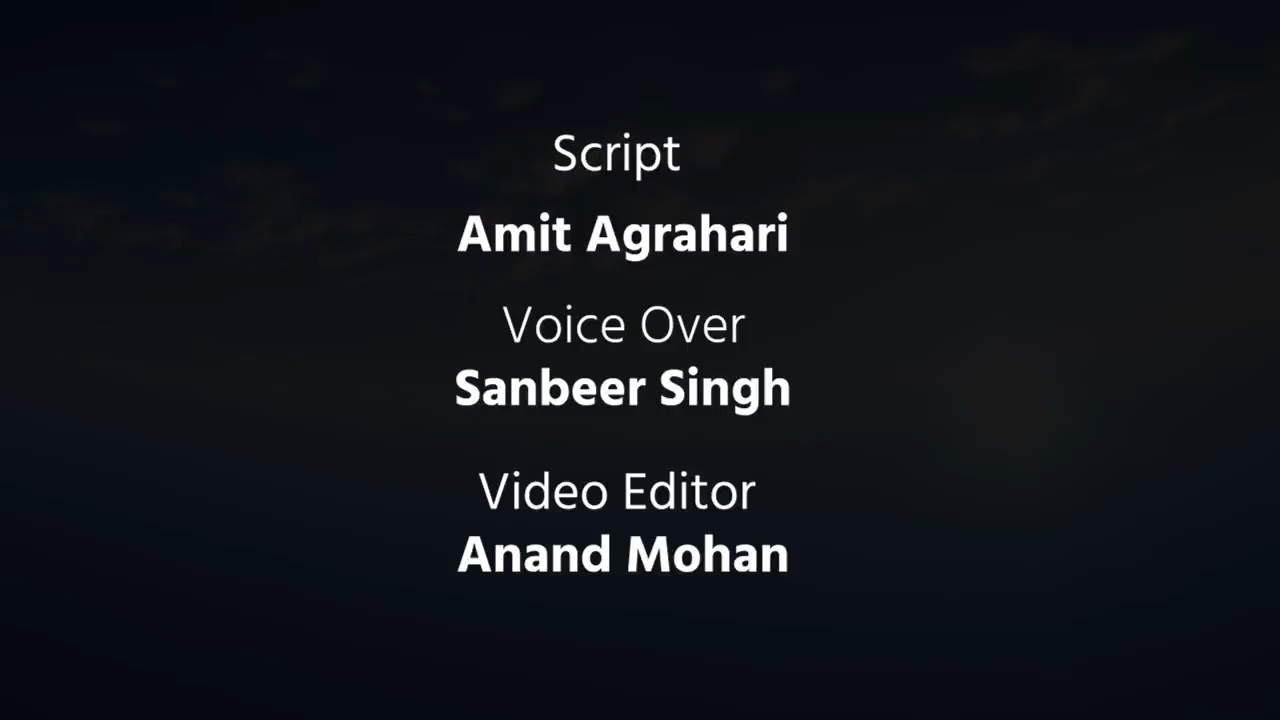 Script
Amit Agrahari
Voice Over
Sanbeer Singh
Video Editor
Anand Mohan